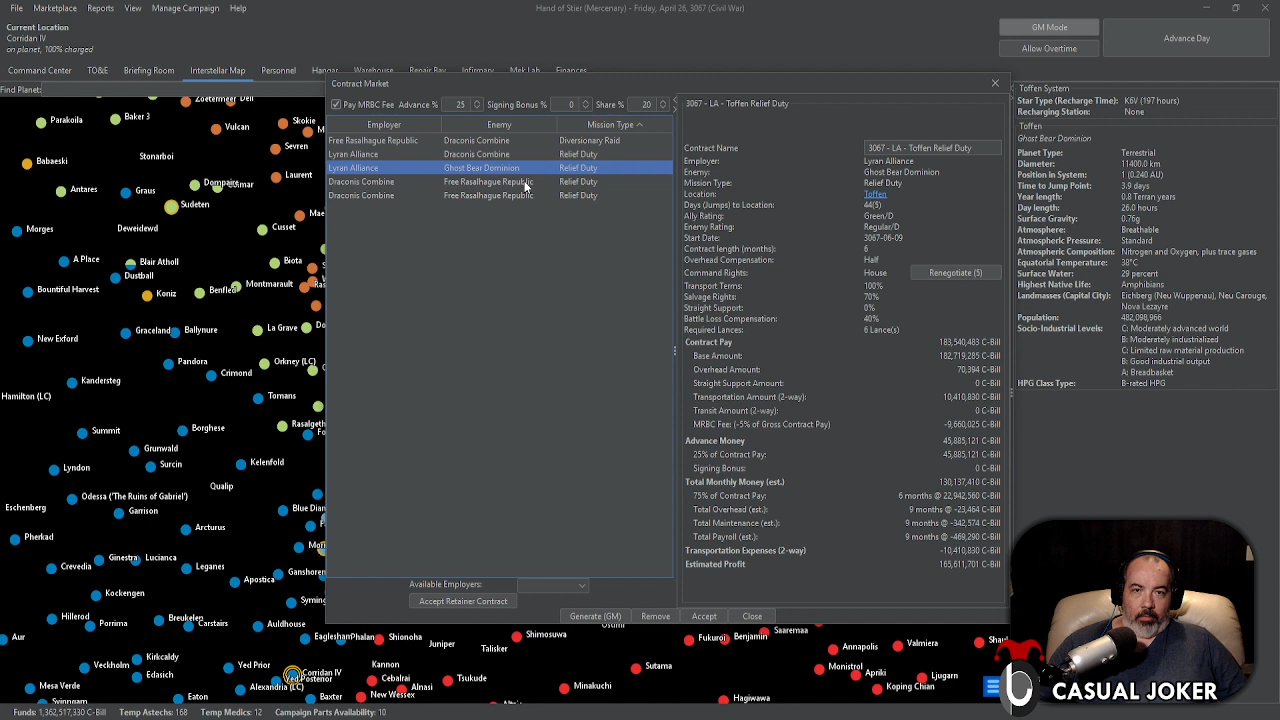 File Marketplace Reports View Manage Campaign Help
Hand of Stier (Mercenary) - Friday, April 26, 3067 (Civil War)
Current Location
Corridan IV
on planet, 100% charged
GM Mode
Allow Overtime
Advance Day
Command Center TO&E Briefing Room Interstellar Map Personnel Hangar Warehouse Repair Bay Infirmary Mek Lab Finances
Find Planet:
Contract Market
Pay MRBC Fee Advance % 25 Signing Bonus % 0 Share % 20
Employer Enemy Mission Type
Free Rasalhague Republic Draconis Combine Diversionary Raid
Lyran Alliance Draconis Combine Relief Duty
Lyran Alliance Ghost Bear Dominion Relief Duty
Draconis Combine Free Rasalhague Republic Relief Duty
Draconis Combine Free Rasalhague Republic Relief Duty
Available Employers:
Accept Retainer Contract
Generate (GM) Remove Accept Close
3067 - LA - Toffen Relief Duty
Contract Name 3067 - LA - Toffen Relief Duty
Employer: Lyran Alliance
Enemy: Ghost Bear Dominion
Mission Type: Relief Duty
Location: Toffen
Days (Jumps) to Location: 44(5)
Ally Rating: Green/D
Enemy Rating: Regular/D
Start Date: 3067-06-09
Contract length (months): 6
Overhead Compensation: Half
Command Rights: House Renegotiate (5)
Transport Terms: 100%
Salvage Rights: 70%
Straight Support: 0%
Battle Loss Compensation: 40%
Required Lances: 6 Lance(s)
Contract Pay 183,540,483 C-Bill
Base Amount: 182,719,285 C-Bill
Overhead Amount: 70,394 C-Bill
Straight Support Amount: 0 C-Bill
Transportation Amount (2-way): 10,410,830 C-Bill
Transit Amount (2-way): 0 C-Bill
MRBC Fee: (-5% of Gross Contract Pay) -9,660,025 C-Bill
Advance Money 45,885,121 C-Bill
25% of Contract Pay: 45,885,121 C-Bill
Signing Bonus: 0 C-Bill
Total Monthly Money (est.) 130,137,410 C-Bill
75% of Contract Pay: 6 months @ 22,942,560 C-Bill
Total Overhead (est.): 9 months @ -23,464 C-Bill
Total Maintenance (est.): 9 months @ -342,574 C-Bill
Total Payroll (est.): 9 months @ -469,290 C-Bill
Transportation Expenses (2-way) -10,410,830 C-Bill
Estimated Profit 165,611,701 C-Bill
Toffen System
Star Type (Recharge Time): K6V (197 hours)
Recharging Station: None
Toffen
Ghost Bear Dominion
Planet Type: Terrestrial
Diameter: 11400.0 km
Position in System: 1 (0.240 AU)
Time to Jump Point: 3.9 days
Year length: 0.8 Terran years
Day length: 26.0 hours
Surface Gravity: 0.76g
Atmosphere: Breathable
Atmospheric Pressure: Standard
Atmospheric Composition: Nitrogen and Oxygen, plus trace gases
Equatorial Temperature: 38°C
Surface Water: 29 percent
Highest Native Life: Amphibians
Landmasses (Capital City): Eichberg (Neu Wuppenau), Neu Carouge,
Nova Lezayre
Population: 482,098,966
Socio-Industrial Levels: C: Moderately advanced world
B: Moderately industrialized
C: Limited raw material production
B: Good industrial output
A: Breadbasket
HPG Class Type: B-rated HPG
Zoetermeer Dell
Parakoila
Baker 3
Skokie
Vulcan
Sevren
Stonarboi
Babaeski
Laurent
Antares
Graus
Dompaire
Sudeten
Morges
Deweidewd
Cusset
A Place
Blair Atholl
Biota
Dustball
Bountiful Harvest
Koniz
Benfled
Montmarault
Graceland
Ballynure
La Grave
New Exford
Pandora
Orkney (LC)
Kandersteg
Crimond
Hamilton (LC)
Tomans
Summit
Borghese
Rasalgeth
Grunwald
Lyndon
Surcin
Kelenfold
Qualip
Odessa ('The Ruins of Gabriel')
Eschenberg
Garrison
Blue Dian
Pherkad
Arcturus
Ginestra
Lucianca
Crevedia
Leganes
Ganshoren
Apostica
Kockengen
Syming
Hillerod
Porrima
Breukelen
Carstairs
Auldhouse
Aur
Eaglesham
Phalan
Shionoha
Juniper
Shimosuwa
Talisker
Fukuroi
Benjamin
Saaremaa
Annapolis
Valmiera
Veckholm
Kirkcaldy
Edasich
Yed Prior
Corridan IV
Kannon
Cebalrai
Tsukude
Sutama
Monistrol
Apriki
Ljugarn
Mesa Verde
Eaton
Alexandria (LC)
Baxter
Alnasi
New Wessex
Minakuchi
Hagiwara
Koping Chian
CASUAL JOKER
Funds: 1,362,517,330 C-Bill Temp Astechs: 168 Temp Medics: 12 Campaign Parts Availability: 10